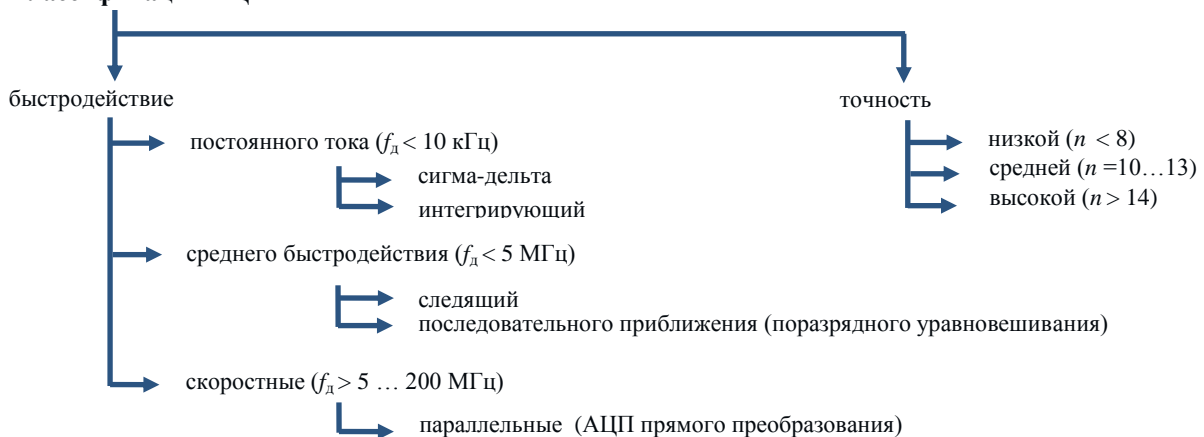 быстродействие
точность
постоянного тока (fд < 10 кГц)
низкой (n < 8)
средней (n =10…13)
сигма-дельта
высокой (n > 14)
интегрирующий
среднего быстродействия (fд < 5 МГц)
следящий
последовательного приближения (поразрядного уравновешивания)
скоростные (fд > 5 … 200 МГц)
параллельные (АЦП прямого преобразования)